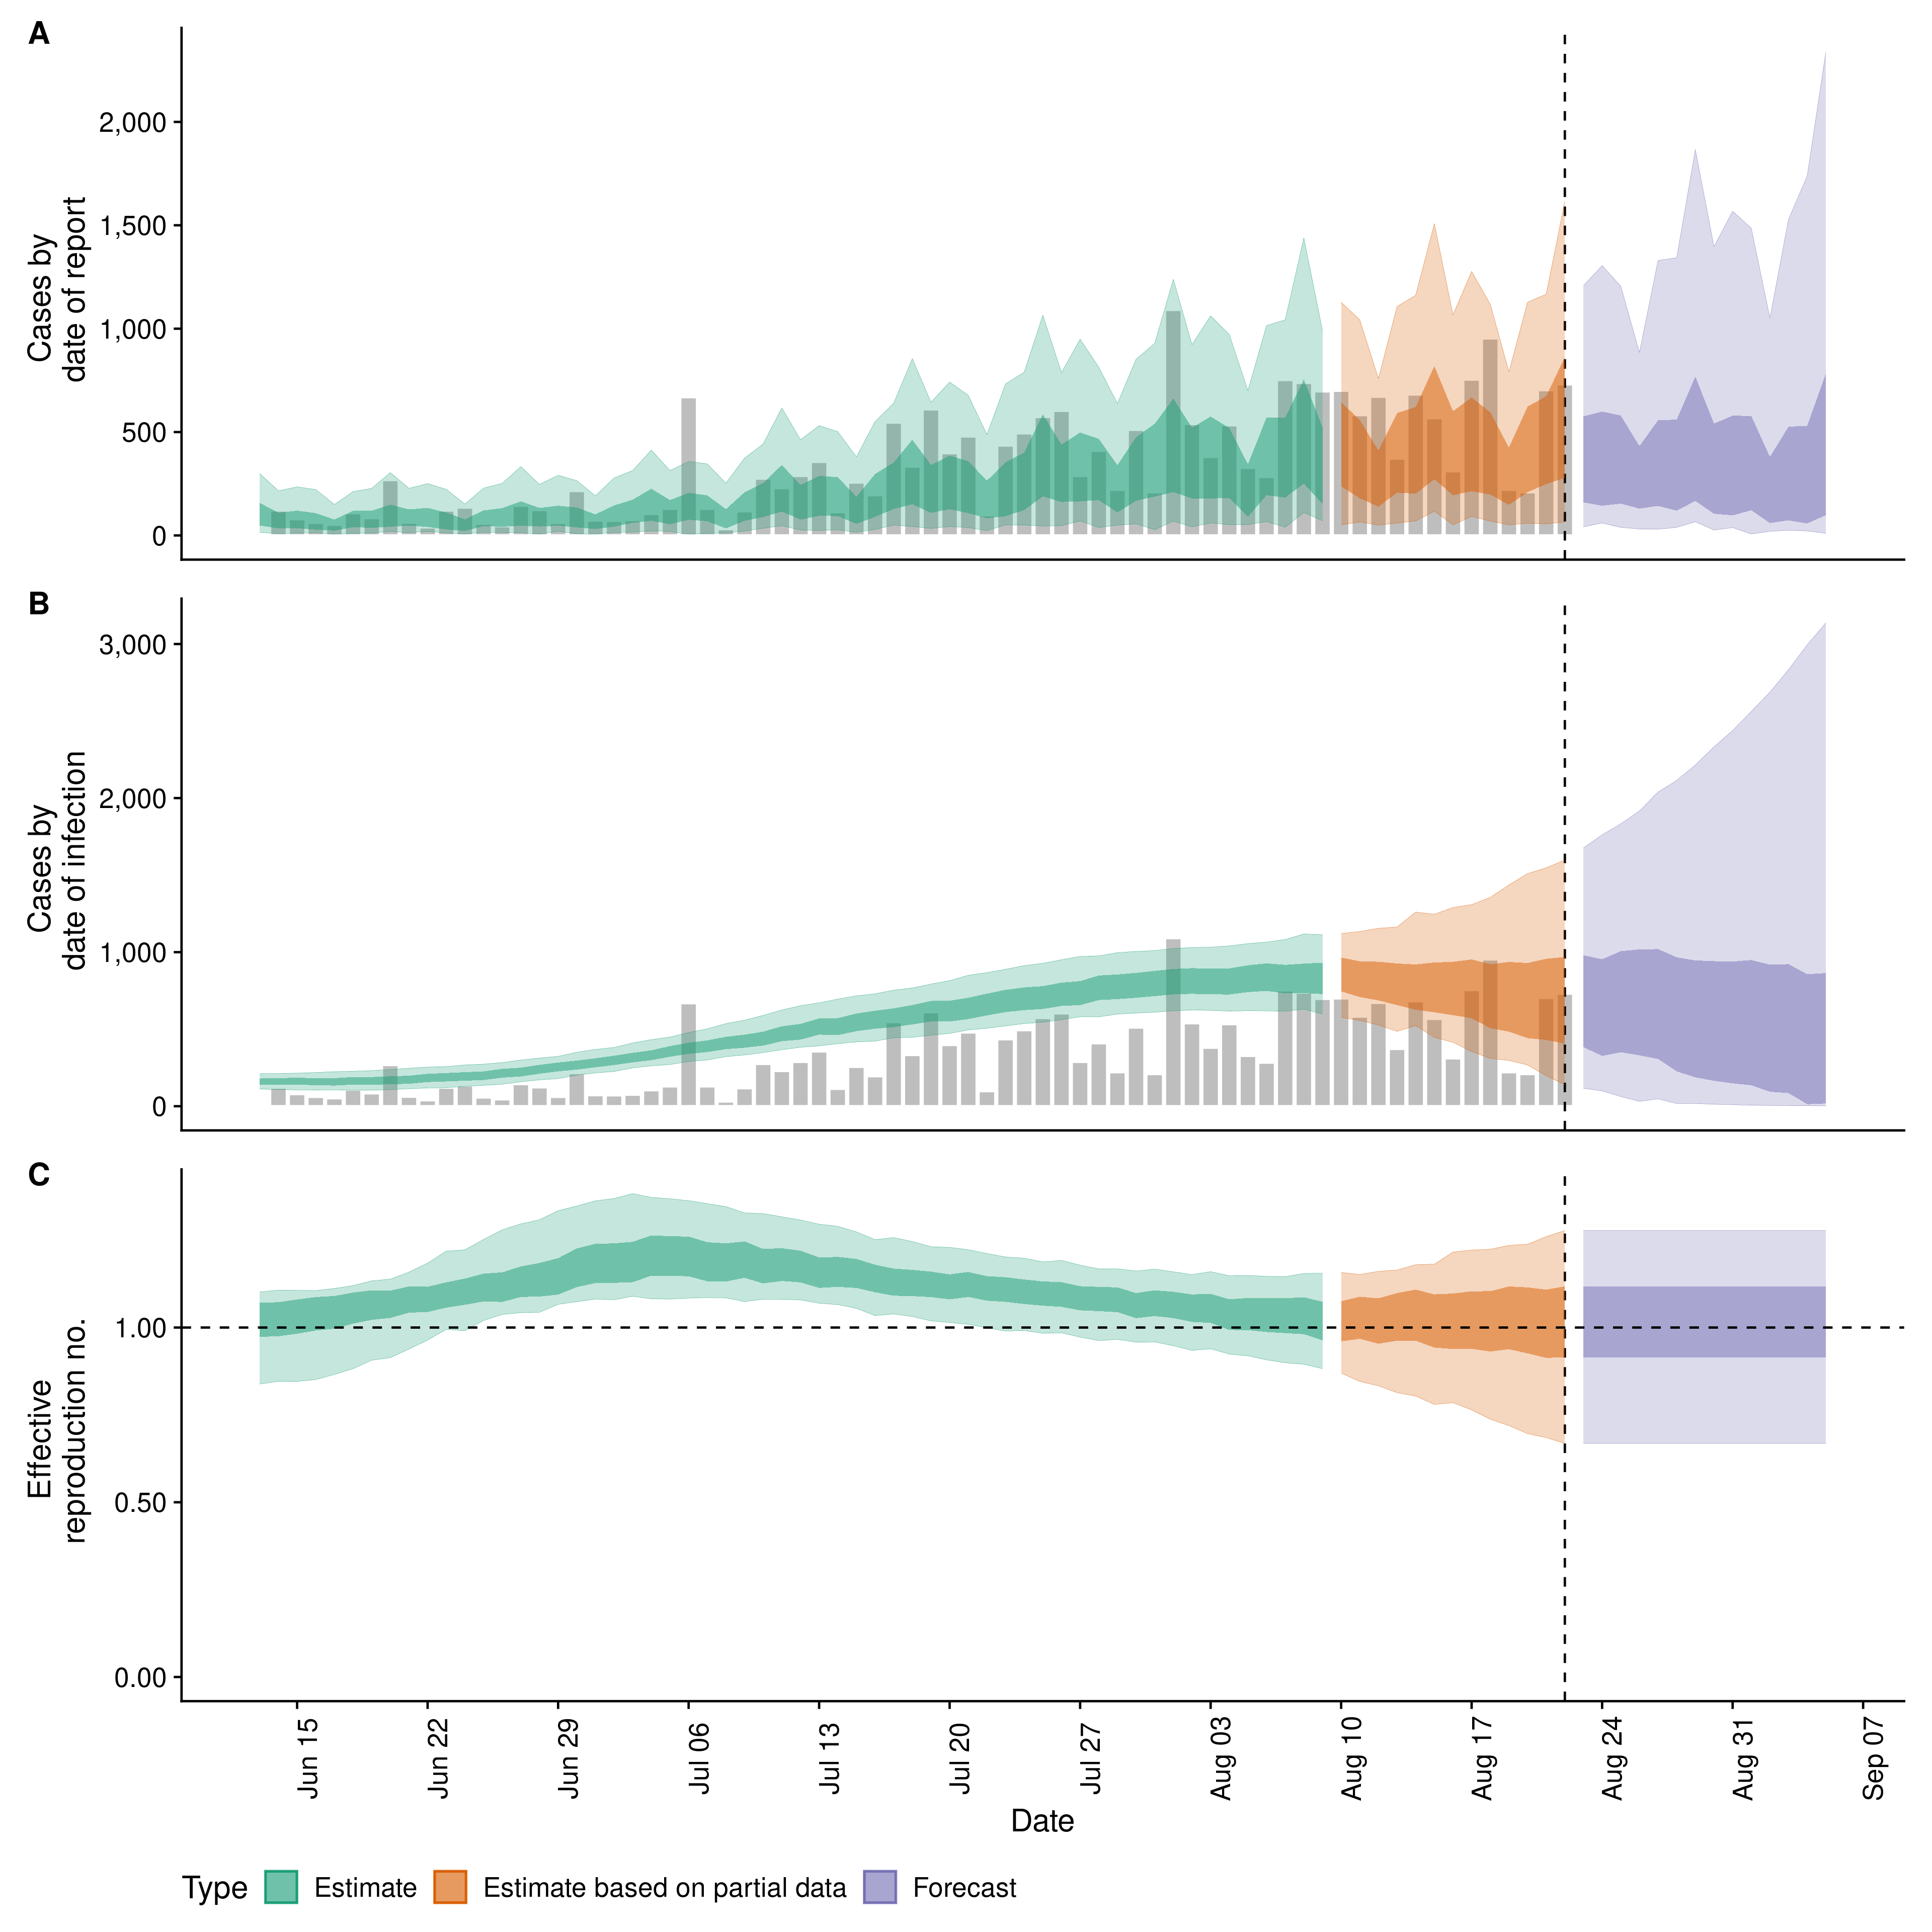 A
Cases by
date of report
2,000
1,500
1,000
500
0
B
Cases by
date of infection
3,000
2,000
1,000
0
C
Effective
reproduction no.
1.00
0.50
0.00
Jun 15
Jun 22
Jun 29
Jul 06
Jul 13
Jul 20
Jul 27
Aug 03
Aug 10
Aug 17
Aug 24
Aug 31
Sep 07
Date
Type Estimate Estimate based on partial data Forecast